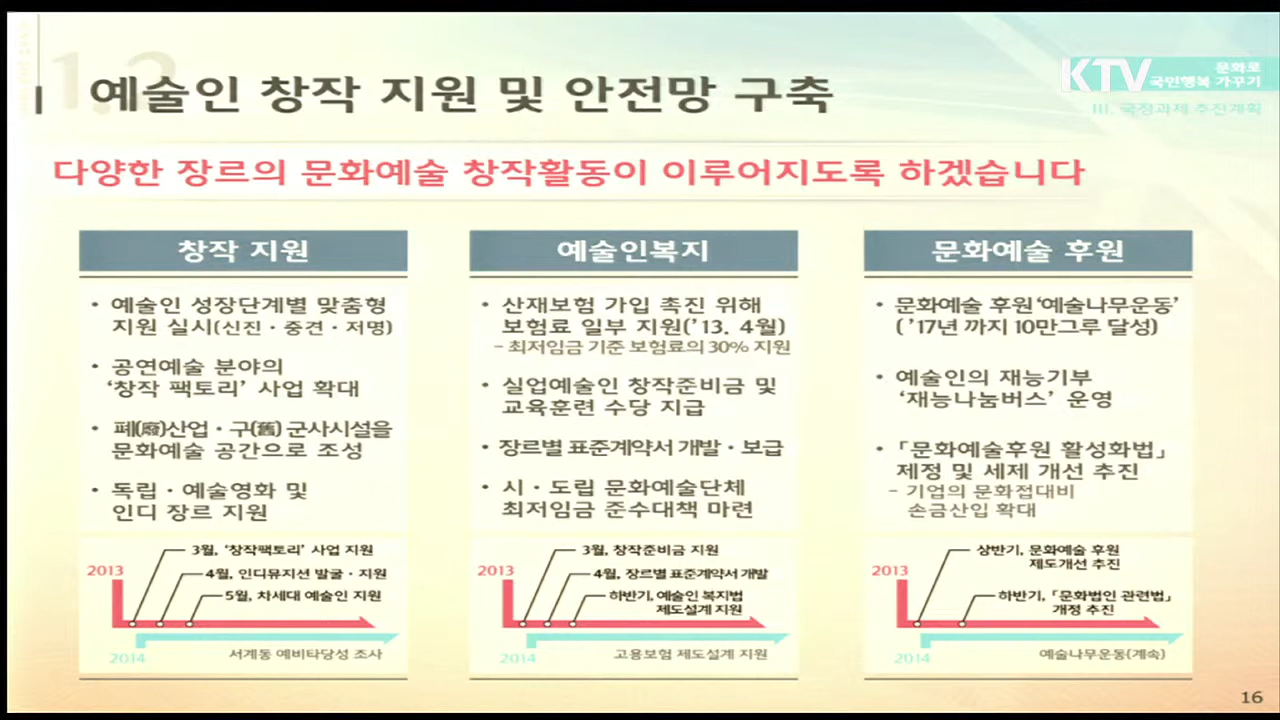 1.2
예술인 창작 지원 및 안전망 구축
KTV
문화로
국민행복 가꾸기
III. 국정과제 추진계획
다양한 장르의 문화예술 창작활동이 이루어지도록 하겠습니다
창작 지원
• 예술인 성장단계별 맞춤형
지원 실시(신진·중견·저명)
• 공연예술 분야의
‘창작 팩토리’ 사업 확대
• 폐(廢)산업·구(舊) 군사시설을
문화예술 공간으로 조성
• 독립·예술영화 및
인디 장르 지원
2013
3월, ‘창작팩토리’ 사업 지원
4월, 인디뮤지션 발굴·지원
5월, 차세대 예술인 지원
2014
서계동 예비타당성 조사
예술인복지
• 산재보험 가입 촉진 위해
보험료 일부 지원(’13. 4월)
- 최저임금 기준 보험료의 30% 지원
• 실업예술인 창작준비금 및
교육훈련 수당 지급
• 장르별 표준계약서 개발·보급
• 시·도립 문화예술단체
최저임금 준수대책 마련
2013
3월, 창작준비금 지원
4월, 장르별 표준계약서 개발
하반기, 예술인 복지법
제도설계 지원
2014
고용보험 제도설계 지원
문화예술 후원
• 문화예술 후원 ‘예술나무운동’
(’17년 까지 10만그루 달성)
• 예술인의 재능기부
‘재능나눔버스’ 운영
• 「문화예술후원 활성화법」
제정 및 세제 개선 추진
- 기업의 문화접대비
손금산입 확대
2013
상반기, 문화예술 후원
제도개선 추진
하반기, 「문화법인 관련법」
개정 추진
2014
예술나무운동(계속)
16